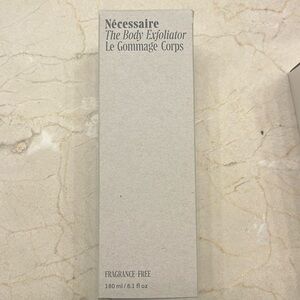 Nécessaire
The Body Exfoliator
Le Gommage Corps
FRAGRANCE-FREE
180 ml / 6.1 fl oz